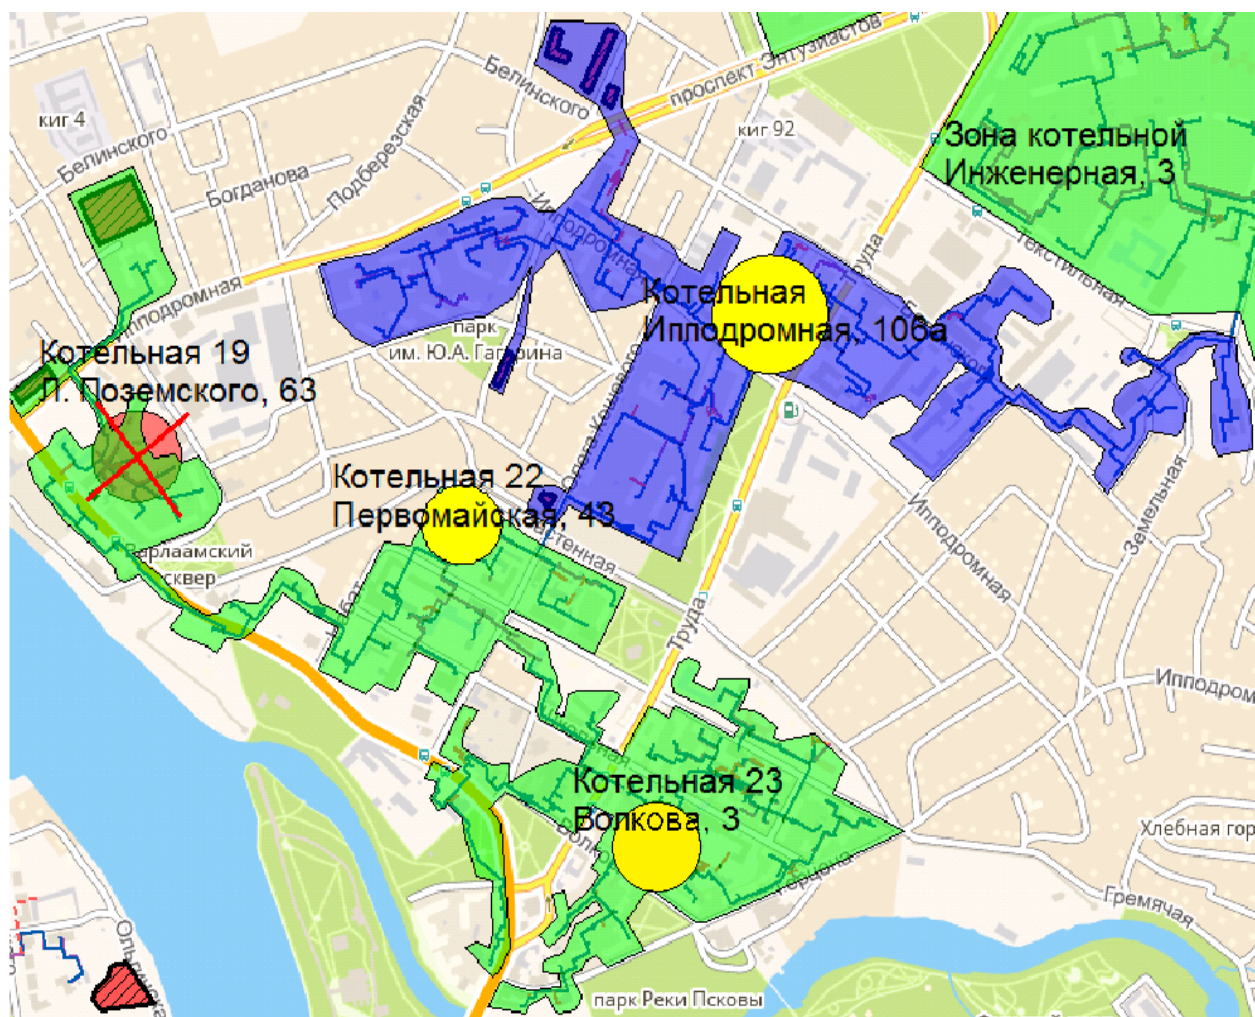 проспект Энтузиастов
Белинского
киг 4
киг 92
Зона котельной
Инженерная, 3
Белинского
Подберезская
Богданова
Ипподромная
Труда
Текстильная
Котельная
Ипподромная, 106а
Ипподромная
парк
им. Ю.А. Гагарина
Котельная 19
Л. Поземского, 63
Котельная 22
Первомайская, 43
Земельная
Ипподромная
Варлаамский
сквер
Труда
Ипподром
Котельная 23
Волкова, 3
Хлебная гор
Герцена
Гремячая
парк Реки Псковы